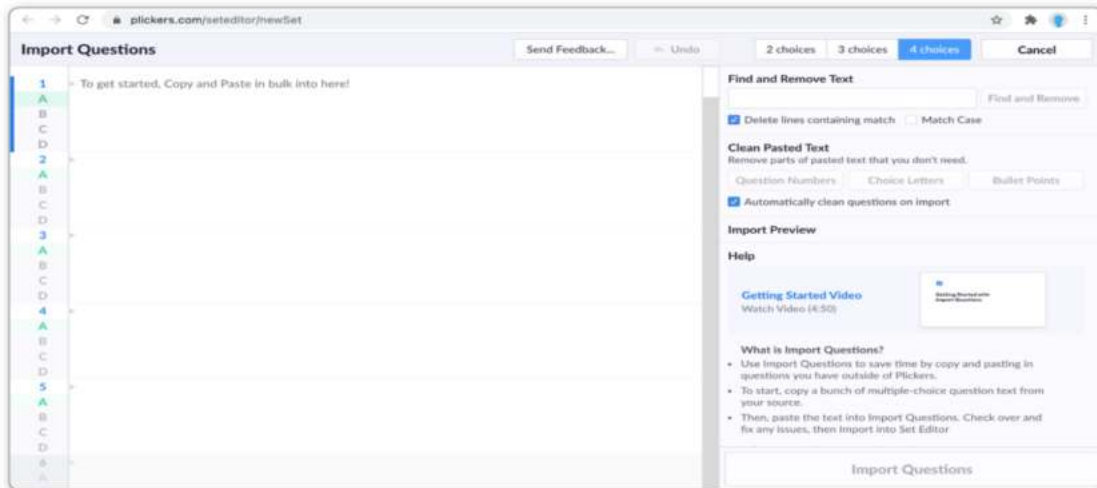 plickers.com/seteditor/newSet
Import Questions
Send Feedback...
Undo
2 choices
3 choices
4 choices
Cancel
1
To get started, Copy and Paste in bulk into here!
A
B
C
D
2
A
B
C
D
3
A
B
C
D
4
A
B
C
D
5
A
B
C
D
6
A
Find and Remove Text
Find and Remove
Delete lines containing match
Match Case
Clean Pasted Text
Remove parts of pasted text that you don't need.
Question Numbers
Choice Letters
Bullet Points
Automatically clean questions on import
Import Preview
Help
Getting Started Video
Watch Video (4:50)
Getting Started with
Import Questions
What is Import Questions?
• Use Import Questions to save time by copy and pasting in
questions you have outside of Plickers.
• To start, copy a bunch of multiple-choice question text from
your source.
• Then, paste the text into Import Questions. Check over and
fix any issues, then Import into Set Editor
Import Questions